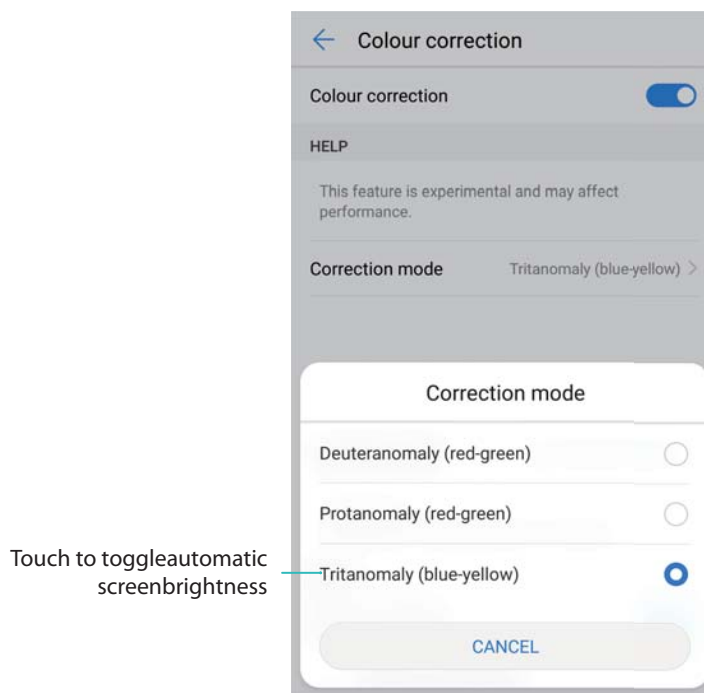 Colour correction
Colour correction
HELP
This feature is experimental and may affect
performance.
Correction mode Tritanomaly (blue-yellow)
Correction mode
Deuteranomaly (red-green)
Protanomaly (red-green)
Touch to toggleautomatic
screenbrightness
Tritanomaly (blue-yellow)
CANCEL